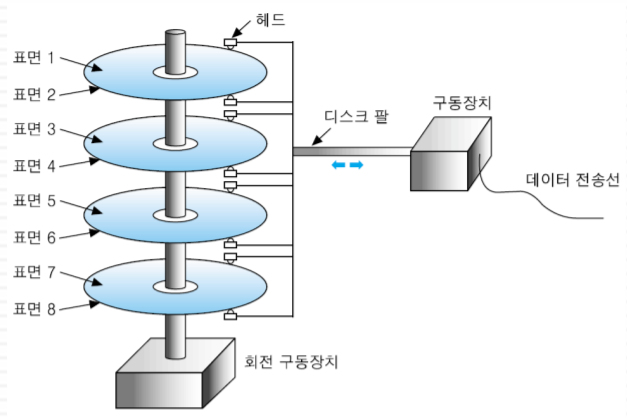 헤드
표면 1
표면 2
표면 3
표면 4
표면 5
표면 6
표면 7
표면 8
디스크 팔
구동장치
데이터 전송선
회전 구동장치